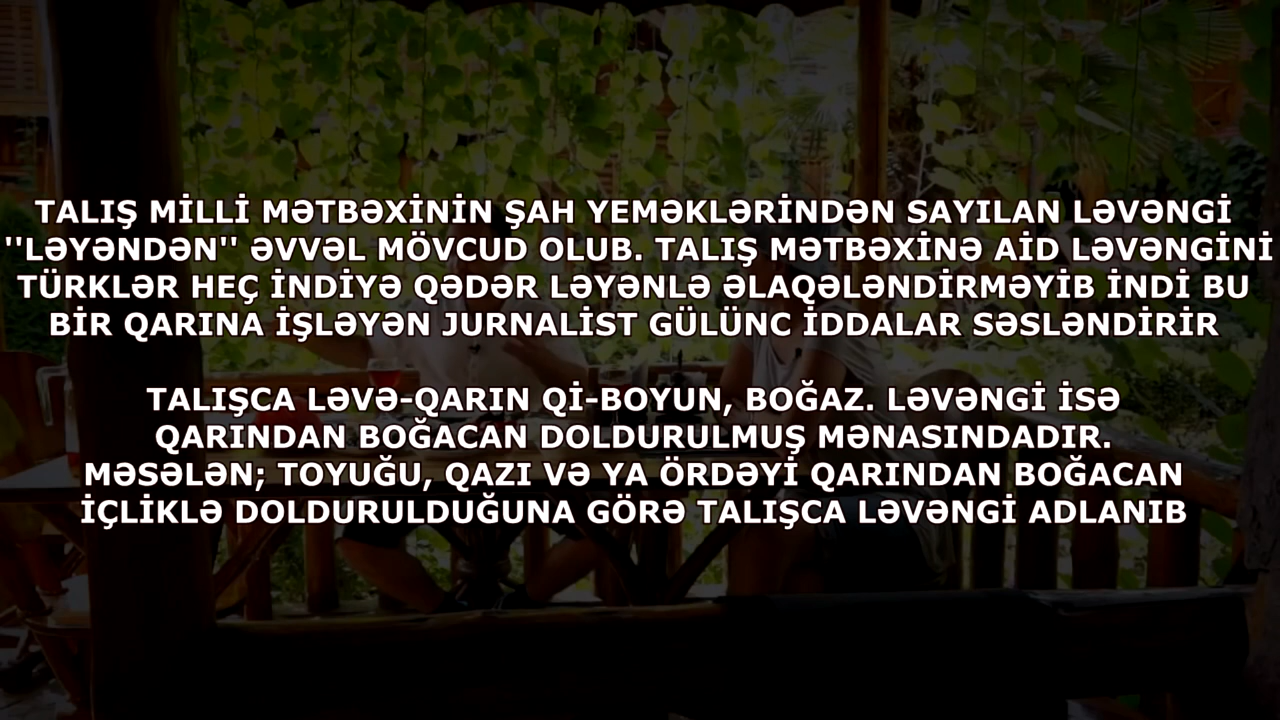 TALIŞ MİLLİ MƏTBƏXİNİN ŞAH YEMƏKLƏRİNDƏN SAYILAN LƏVƏNGİ
''LƏYƏNDƏN'' ƏVVƏL MÖVCUD OLUB. TALIŞ MƏTBƏXİNƏ AİD LƏVƏNGİNİ
TÜRKLƏR HEÇ İNDİYƏ QƏDƏR LƏYƏNLƏ ƏLAQƏLƏNDİRMƏYİB İNDİ BU
BİR QARINA İŞLƏYƏN JURNALİST GÜLÜNC İDDALAR SƏSLƏNDİRİR
TALIŞCA LƏVƏ-QARIN Qİ-BOYUN, BOĞAZ. LƏVƏNGİ İSƏ
QARINDAN BOĞACAN DOLDURULMUŞ MƏNASINDADIR.
MƏSƏLƏN; TOYUĞU, QAZI VƏ YA ÖRDƏYİ QARINDAN BOĞACAN
İÇLİKLƏ DOLDURULDUĞUNA GÖRƏ TALIŞCA LƏVƏNGİ ADLANIB